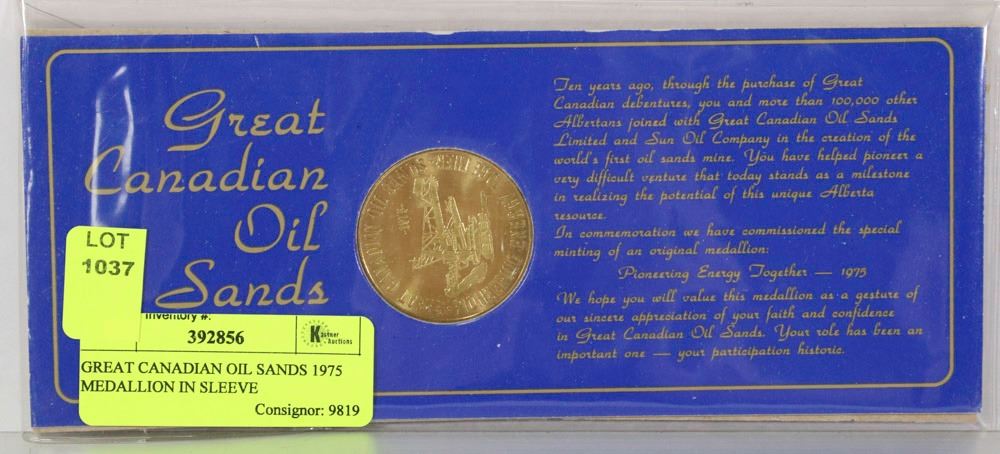 Great
Canadian
Oil
Sands
Ten years ago, through the purchase of Great
Canadian debentures, you and more than 100,000 other
Albertans joined with Great Canadian Oil Sands
Limited and Sun Oil Company in the creation of the
world's first oil sands mine. You have helped pioneer a
very difficult venture that today stands as a milestone
in realizing the potential of this unique Alberta
resource.
In commemoration we have commissioned the special
minting of an original medallion:
Pioneering Energy Together — 1975
We hope you will value this medallion as a gesture of
our sincere appreciation of your faith and confidence
in Great Canadian Oil Sands. Your role has been an
important one — your participation historic.
LOT
1037
Inventory #:
392856
Kastner
Auctions
GREAT CANADIAN OIL SANDS 1975
MEDALLION IN SLEEVE
Consignor: 9819